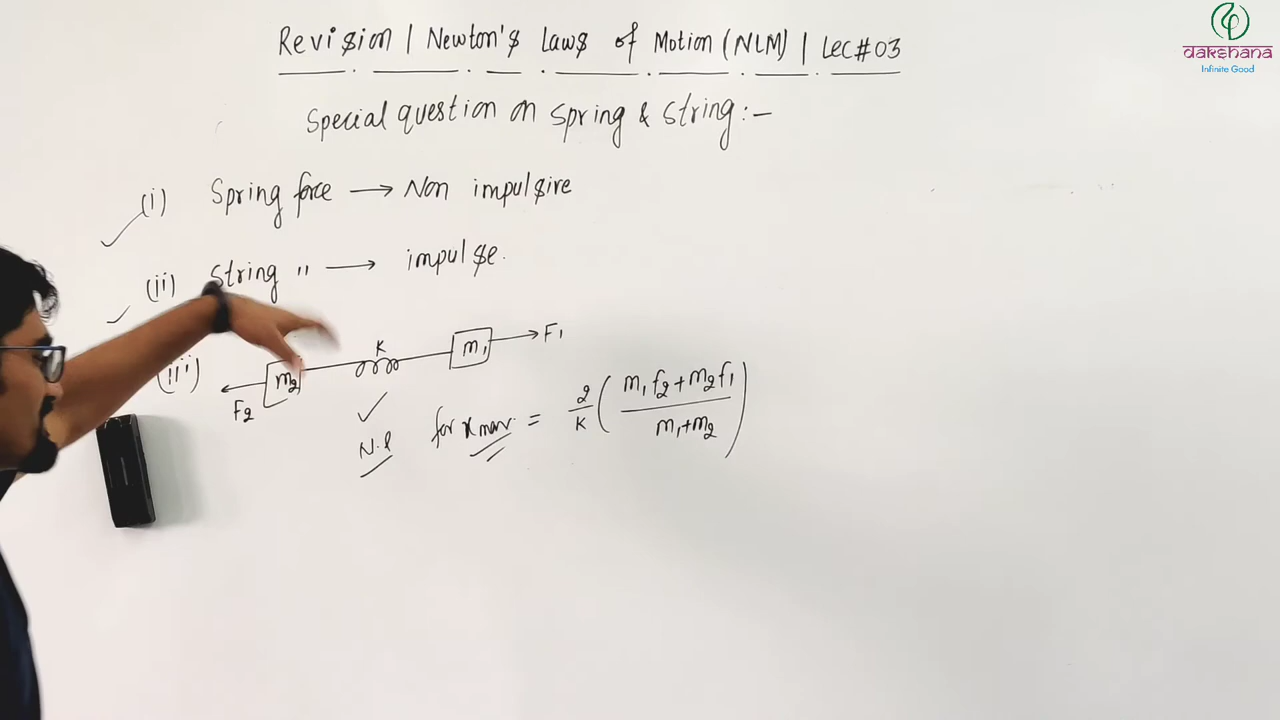 Revision | Newton's Laws of Motion (NLM) | Lec#03
dakshana
Infinite Good
Special question on Spring & String:-
(i) Spring force → Non impulsive
(ii) String " → impulse.
(iii) F2 m2 K m1 F1
N.L for xmax. = 2/K (m1f2+m2f1 / m1+m2)